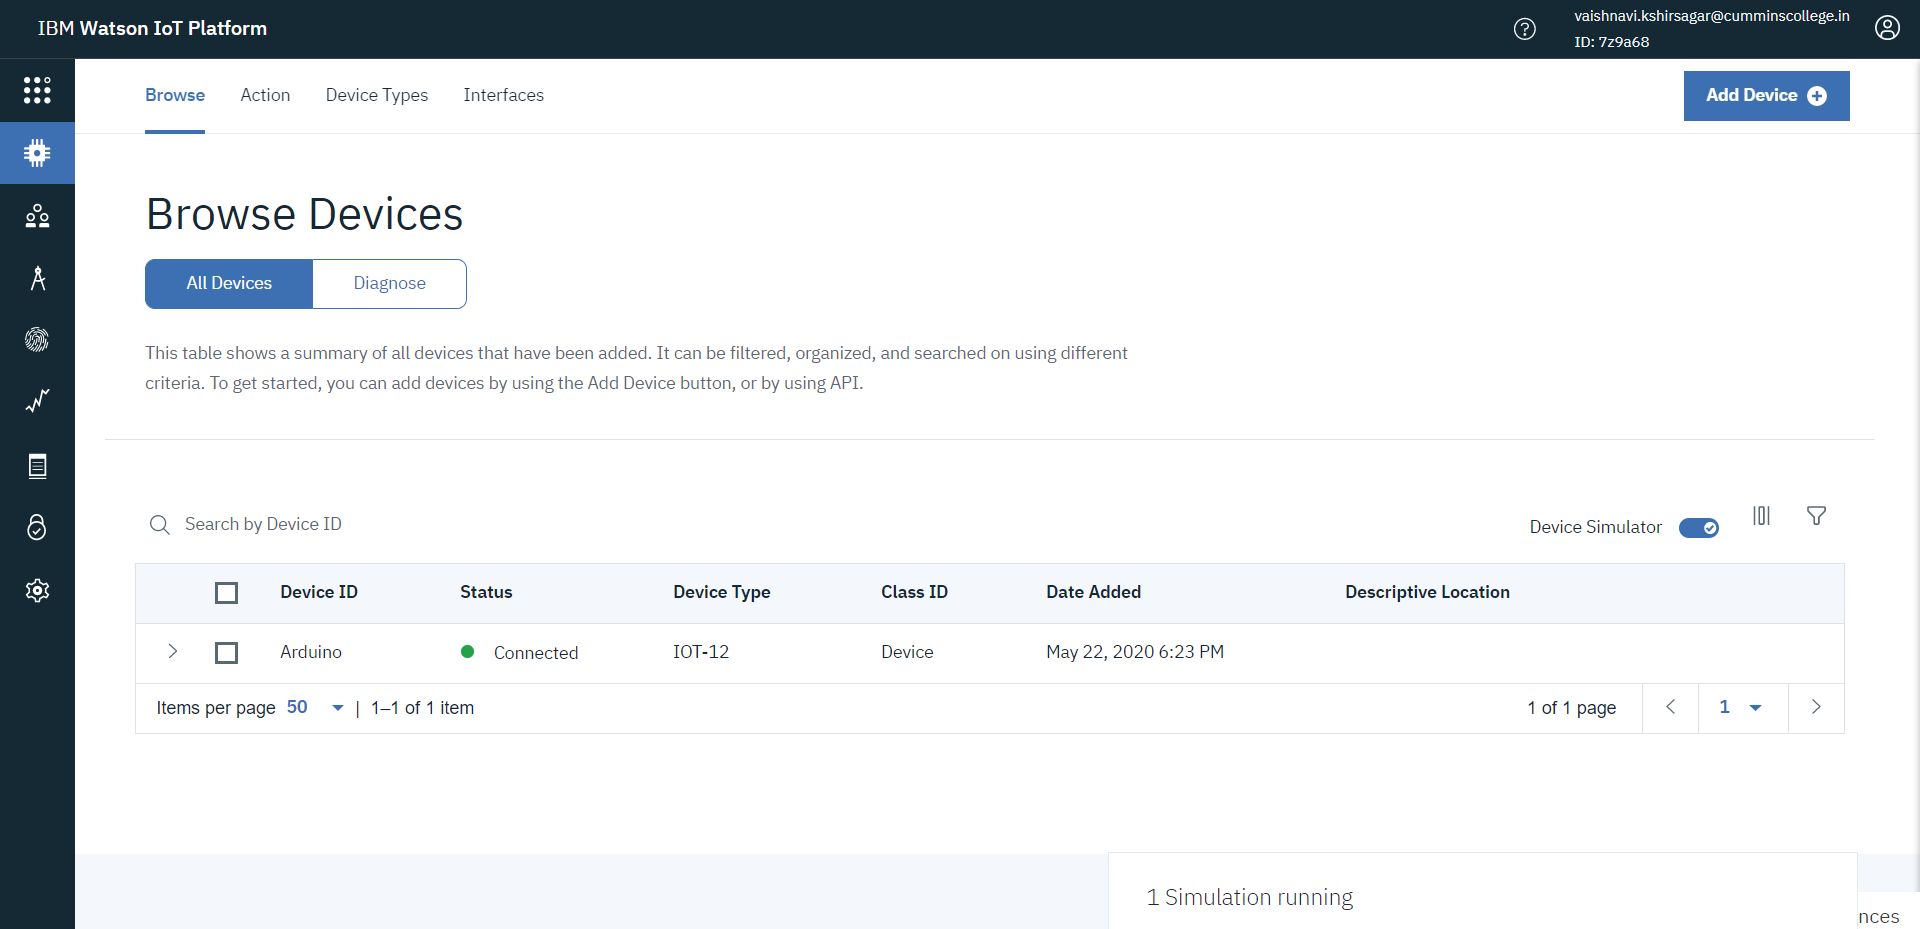 IBM Watson IoT Platform
vaishnavi.kshirsagar@cumminscollege.in
ID: 7z9a68
Browse Action Device Types Interfaces
Add Device
Browse Devices
All Devices Diagnose
This table shows a summary of all devices that have been added. It can be filtered, organized, and searched on using different
criteria. To get started, you can add devices by using the Add Device button, or by using API.
Search by Device ID
Device Simulator
Device ID Status Device Type Class ID Date Added Descriptive Location
Arduino Connected IOT-12 Device May 22, 2020 6:23 PM
Items per page 50 | 1–1 of 1 item 1 of 1 page 1
1 Simulation running
nces